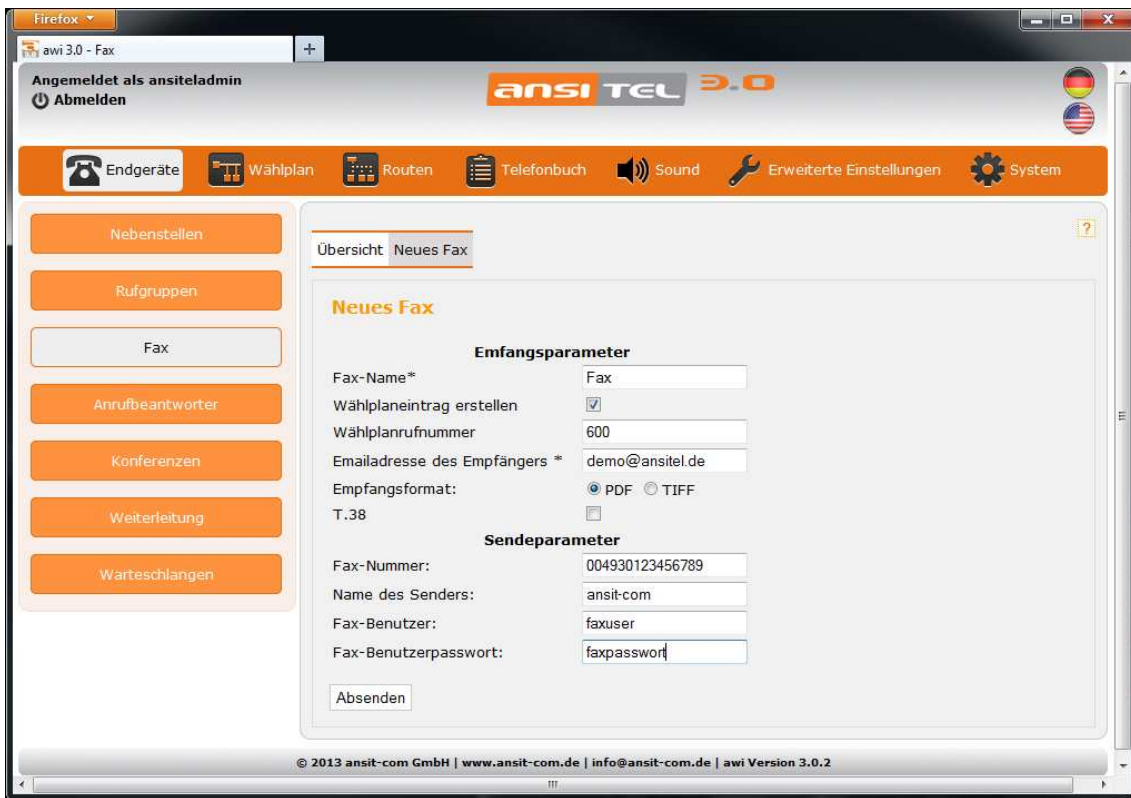 Firefox
awi 3.0 - Fax
Angemeldet als ansiteladmin
Abmelden
ansi TEL 3.0
Endgeräte Wählplan Routen Telefonbuch Sound Erweiterte Einstellungen System
Nebenstellen
Rufgruppen
Fax
Anrufbeantworter
Konferenzen
Weiterleitung
Warteschlangen
?
Übersicht Neues Fax
Neues Fax
Emfangsparameter
Fax-Name* Fax
Wählplaneintrag erstellen
Wählplanrufnummer 600
Emailadresse des Empfängers * demo@ansitel.de
Empfangsformat: PDF TIFF
T.38
Sendeparameter
Fax-Nummer: 004930123456789
Name des Senders: ansit-com
Fax-Benutzer: faxuser
Fax-Benutzerpasswort: faxpasswort
Absenden
© 2013 ansit-com GmbH | www.ansit-com.de | info@ansit-com.de | awi Version 3.0.2